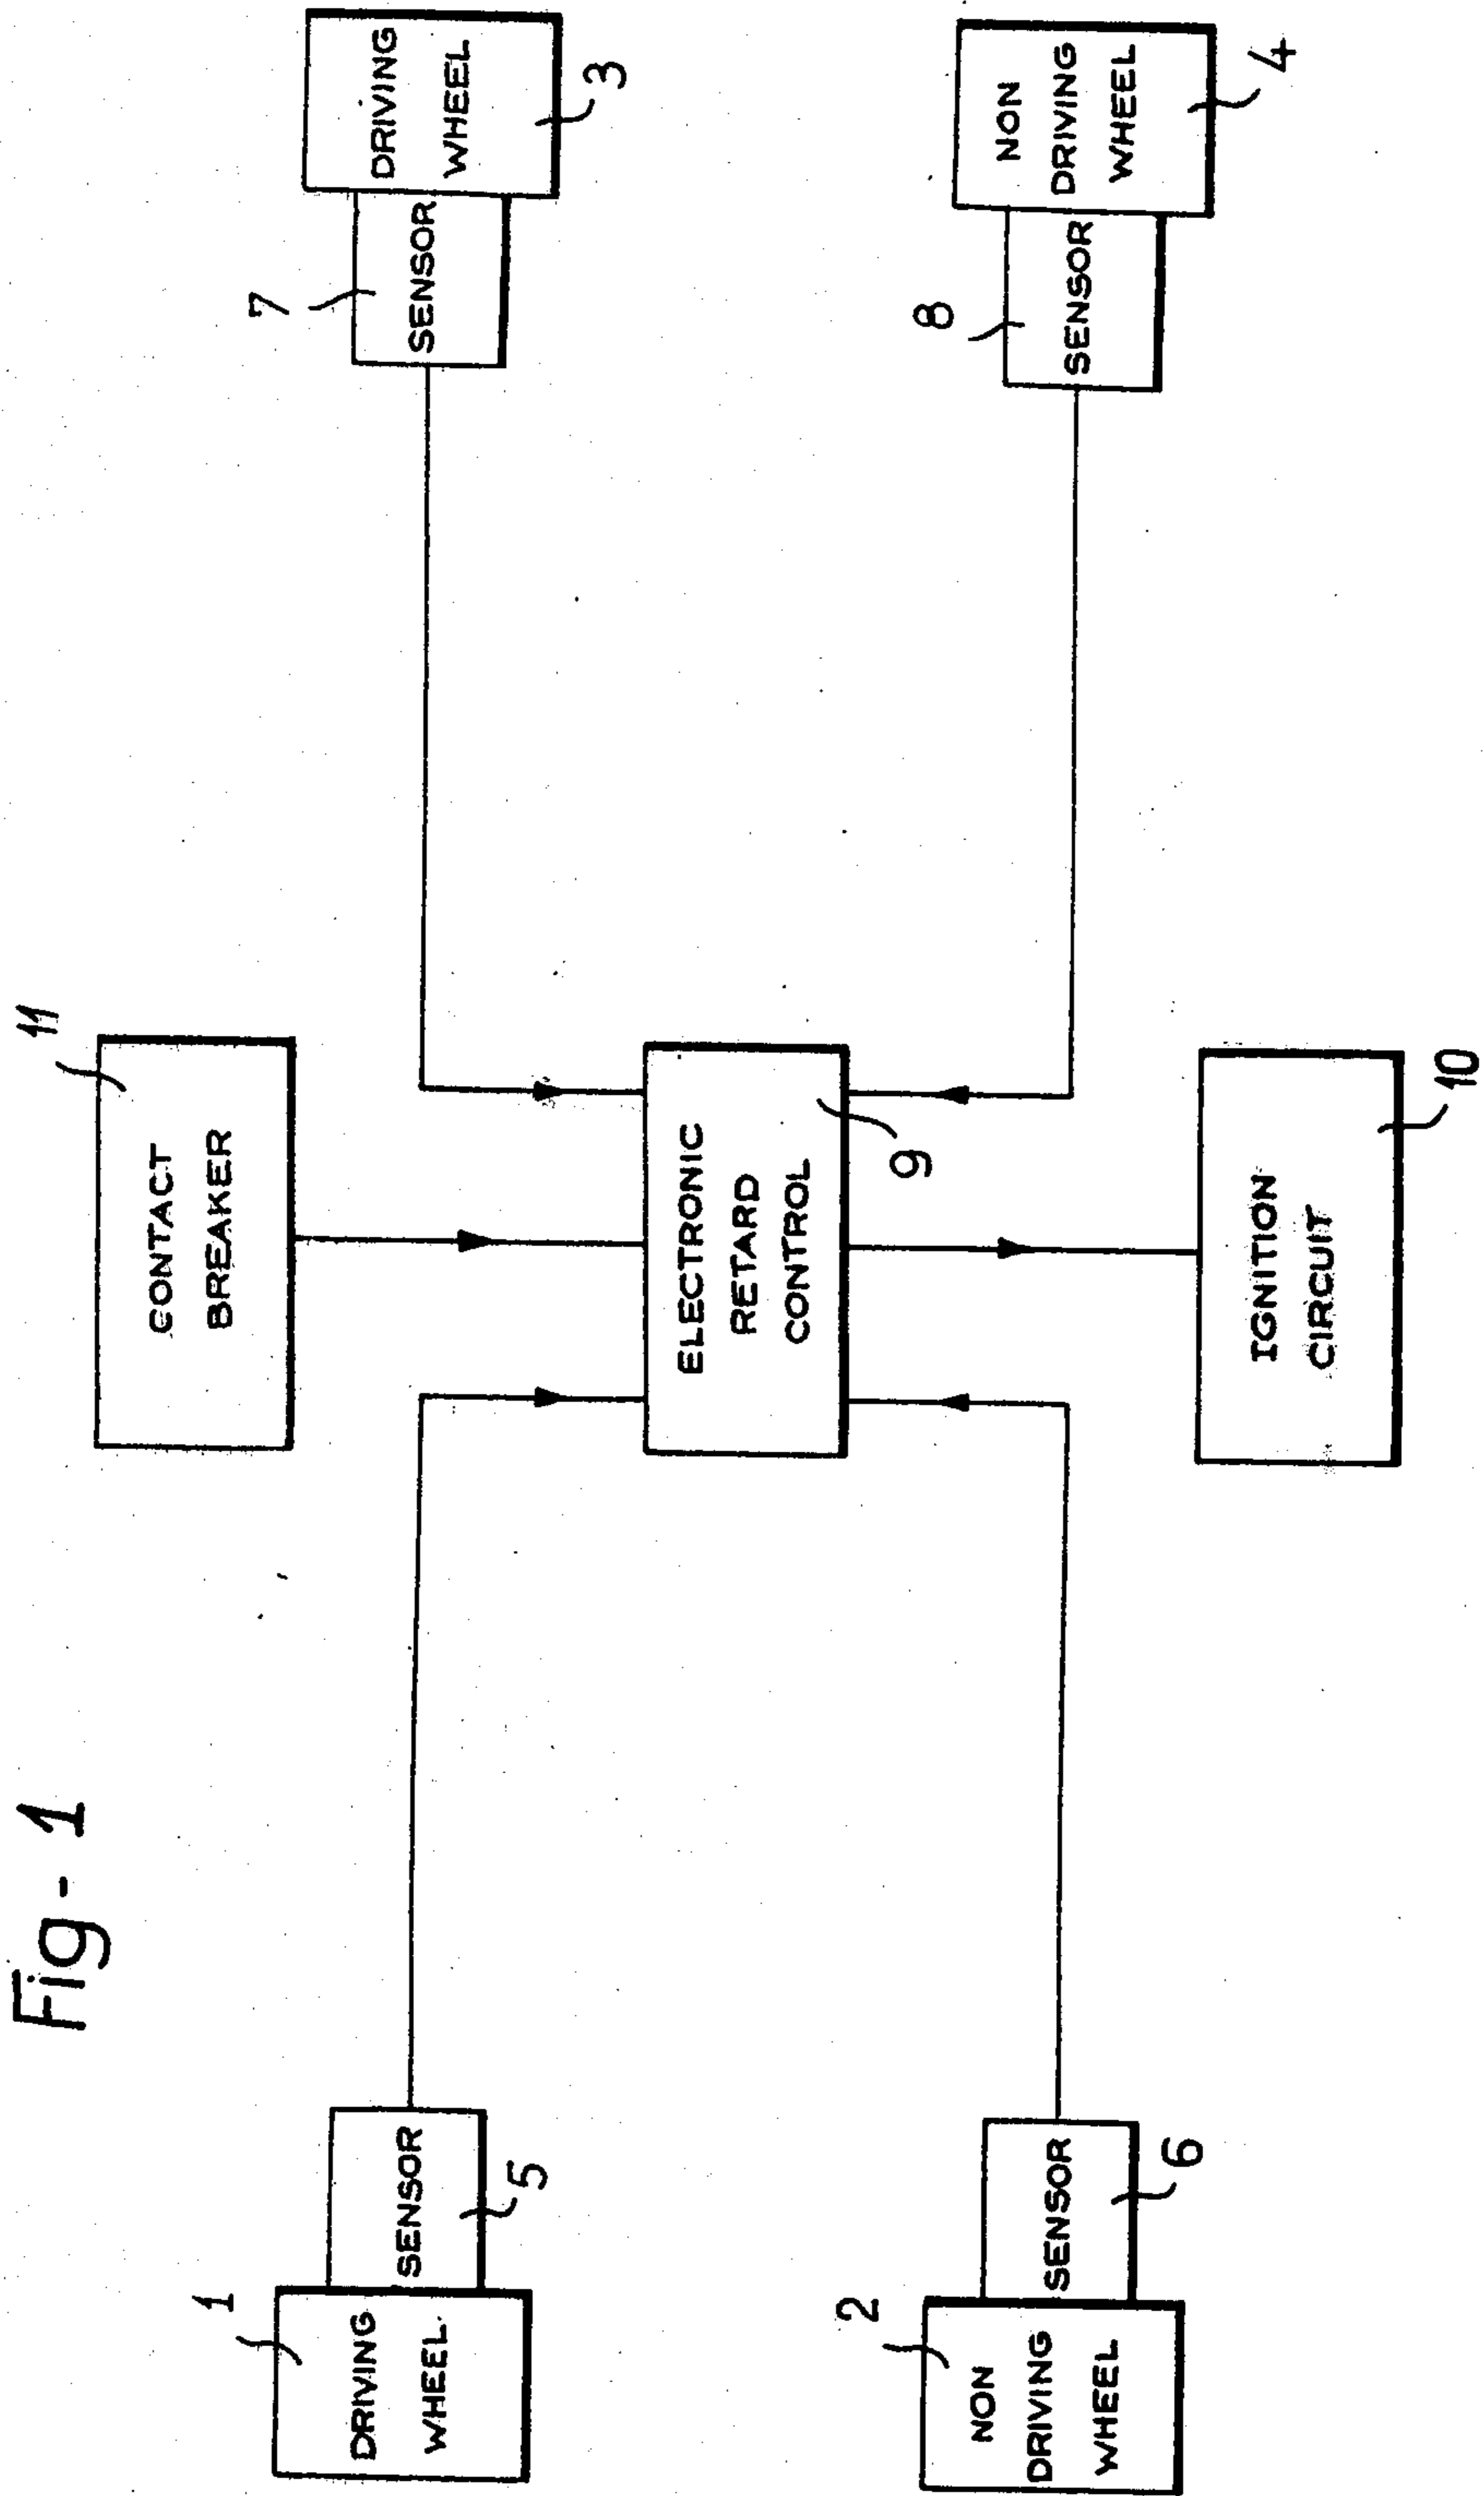 Fig - 1
11
CONTACT
BREAKER
1
DRIVING
WHEEL
SENSOR
5
7
SENSOR
DRIVING
WHEEL
3
ELECTRONIC
RETARD
CONTROL
9
2
NON
DRIVING
WHEEL
SENSOR
6
8
SENSOR
NON
DRIVING
WHEEL
4
IGNITION
CIRCUIT
10